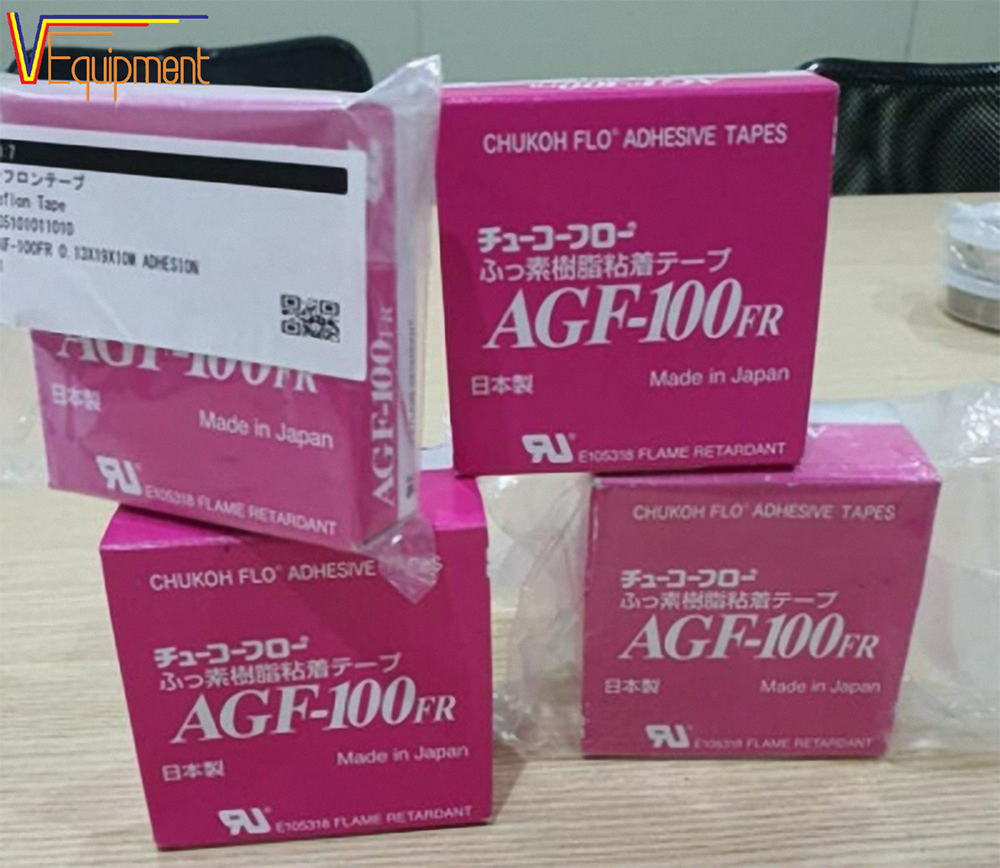 VEquipment
フロンテープ
Tape
05101011010
-100FR 0.13X19X10M ADHESION
AGF-100FR
日本製
Made in Japan
E105318 FLAME RETARDANT
AGF-100FR
CHUKOH FLO® ADHESIVE TAPES
チューコーフロー
ふっ素樹脂粘着テープ
AGF-100FR
日本製
Made in Japan
E105318 FLAME RETARDANT
CHUKOH FLO® ADHESIVE TAPES
チューコーフロー
ふっ素樹脂粘着テープ
AGF-100FR
日本製
Made in Japan
E105318 FLAME RETARDANT
CHUKOH FLO® ADHESIVE TAPES
チューコーフロー
ふっ素樹脂粘着テープ
AGF-100FR
日本製
Made in Japan
E105318 FLAME RETARDANT